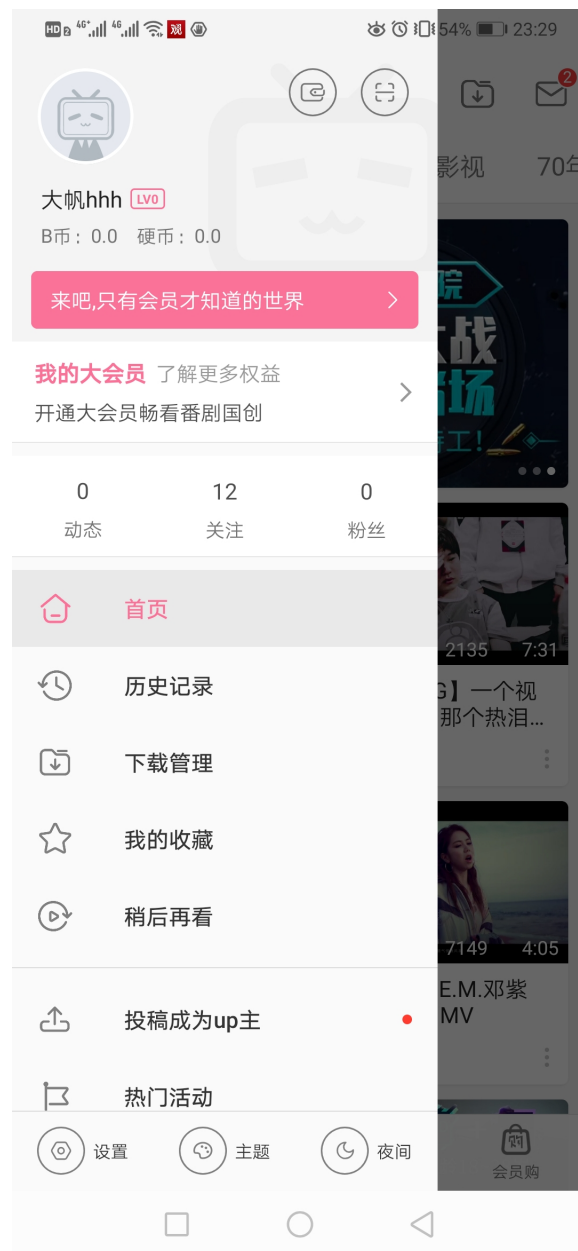 HD 2 4G+ 4G 观 54% 23:29
2
影视 70年
大帆hhh LV0
B币：0.0 硬币：0.0
来吧,只有会员才知道的世界
我的大会员 了解更多权益
开通大会员畅看番剧国创
0 12 0
动态 关注 粉丝
首页
历史记录
下载管理
我的收藏
稍后再看
投稿成为up主
热门活动
设置 主题 夜间
院
大战
场
特工!
2135 7:31
G】一个视
那个热泪...
7149 4:05
E.M.邓紫
MV
购
会员购